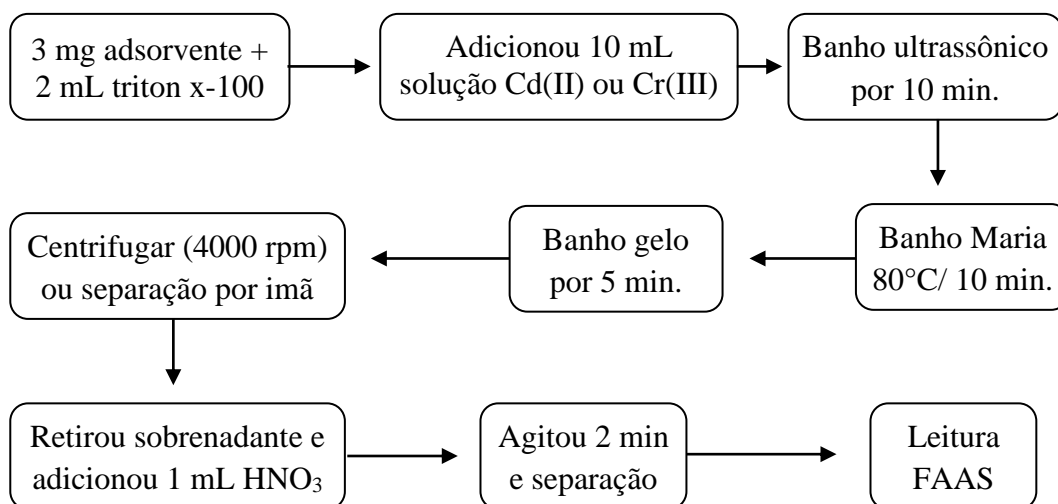 3 mg adsorvente +
2 mL triton x-100
Adicionou 10 mL
solução Cd(II) ou Cr(III)
Banho ultrassônico
por 10 min.
Banho Maria
80°C/ 10 min.
Banho gelo
por 5 min.
Centrifugar (4000 rpm)
ou separação por imã
Retirou sobrenadante e
adicionou 1 mL HNO₃
Agitou 2 min
e separação
Leitura
FAAS